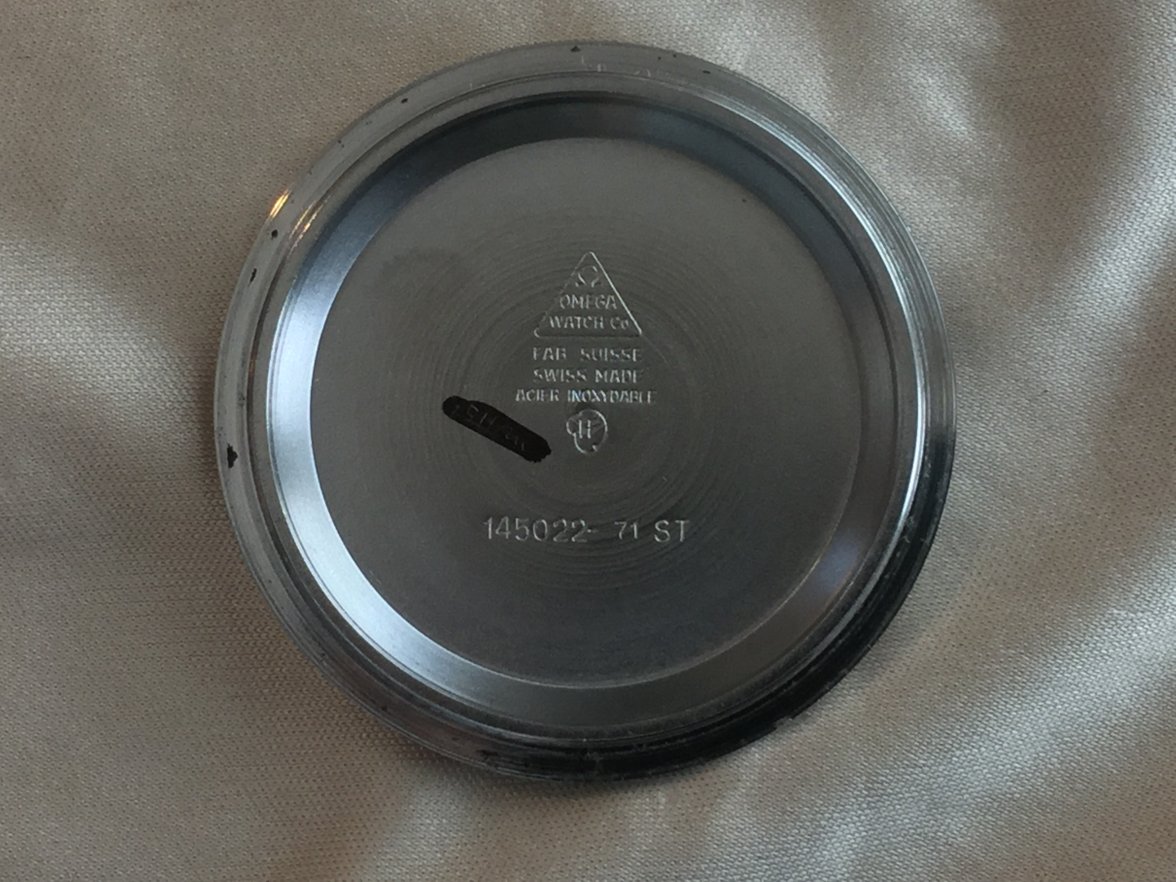 Ω
OMEGA
WATCH Co
FAB. SUISSE
SWISS MADE
ACIER INOXYDABLE
145022- 71 ST